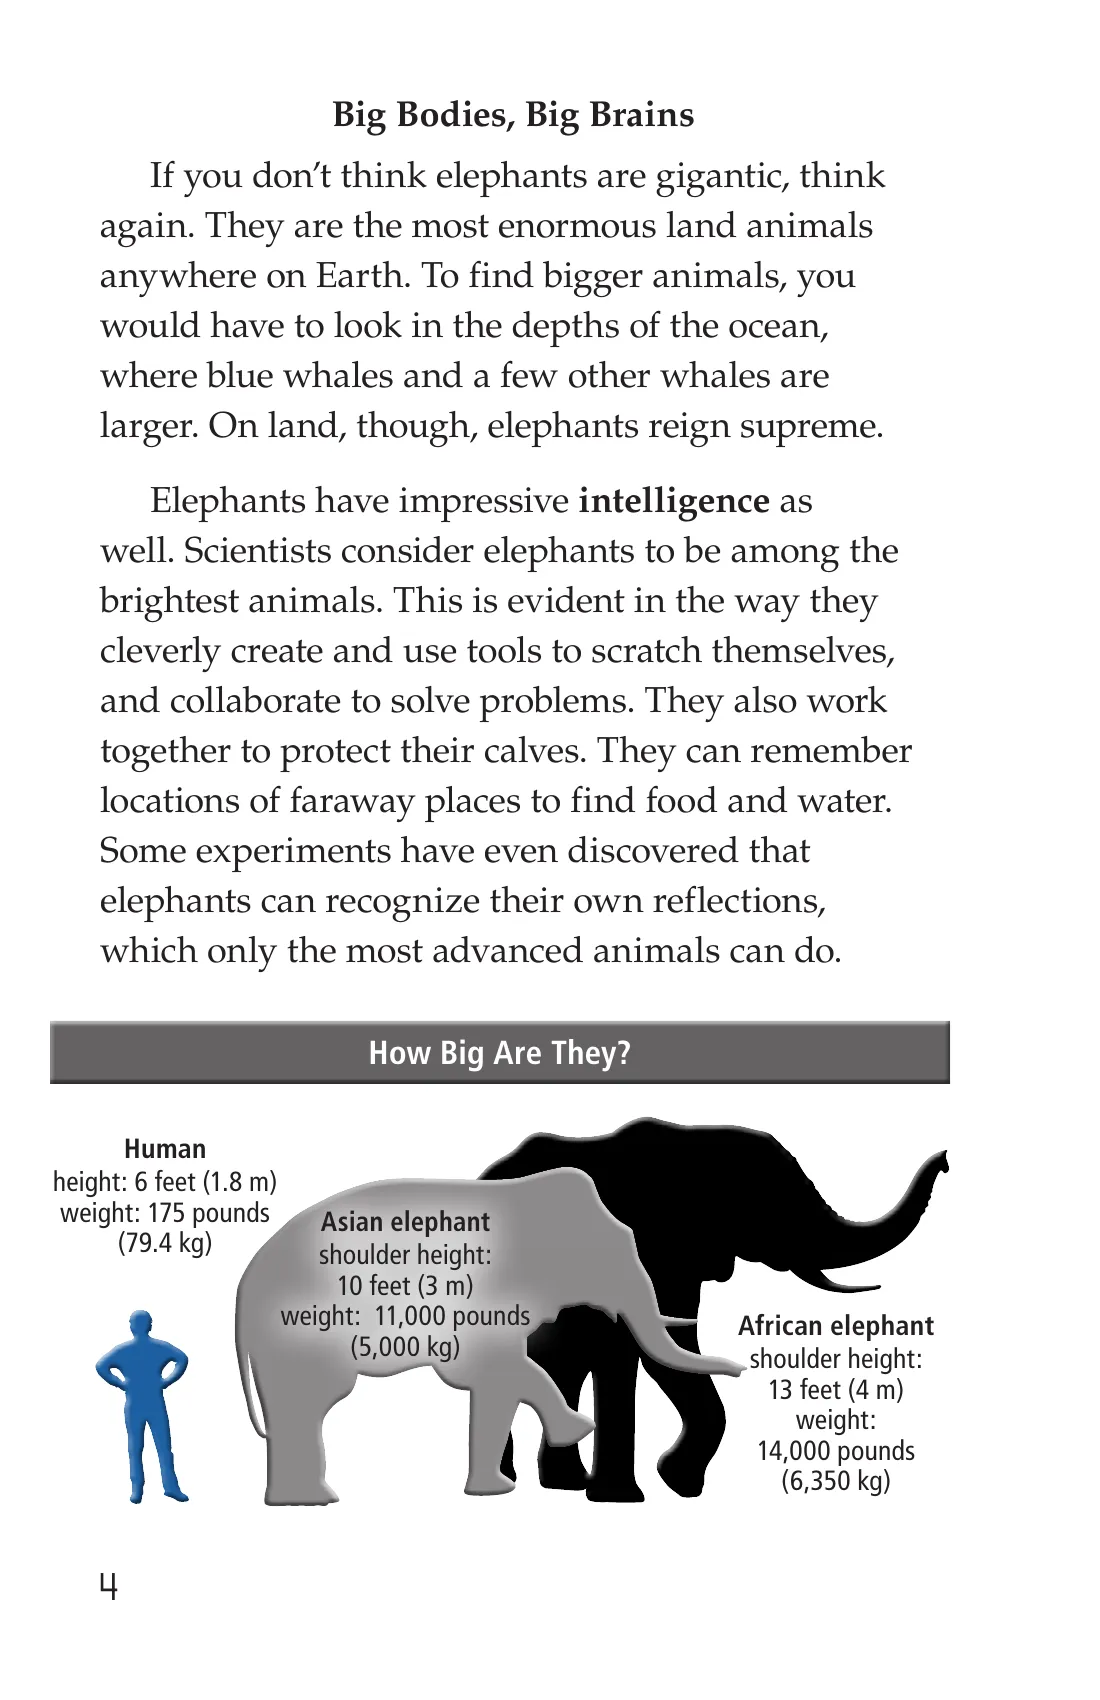 Big Bodies, Big Brains
If you don’t think elephants are gigantic, think
again. They are the most enormous land animals
anywhere on Earth. To find bigger animals, you
would have to look in the depths of the ocean,
where blue whales and a few other whales are
larger. On land, though, elephants reign supreme.
Elephants have impressive intelligence as
well. Scientists consider elephants to be among the
brightest animals. This is evident in the way they
cleverly create and use tools to scratch themselves,
and collaborate to solve problems. They also work
together to protect their calves. They can remember
locations of faraway places to find food and water.
Some experiments have even discovered that
elephants can recognize their own reflections,
which only the most advanced animals can do.
How Big Are They?
Human
height: 6 feet (1.8 m)
weight: 175 pounds
(79.4 kg)
Asian elephant
shoulder height:
10 feet (3 m)
weight: 11,000 pounds
(5,000 kg)
African elephant
shoulder height:
13 feet (4 m)
weight:
14,000 pounds
(6,350 kg)
4